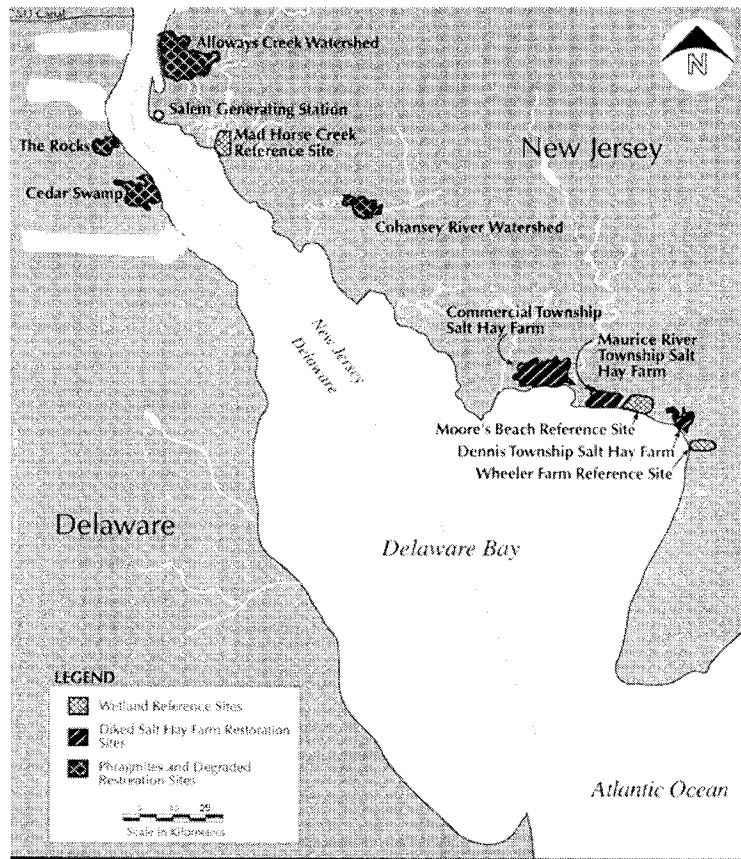 Canal
Alloways Creek Watershed
N
Salem Generating Station
Mad Horse Creek
Reference Site
New Jersey
The Rocks
Cedar Swamp
Cohansey River Watershed
Commercial Township
Salt Hay Farm
Maurice River
Township Salt
Hay Farm
New Jersey
Delaware
Moore's Beach Reference Site
Dennis Township Salt Hay Farm
Wheeler Farm Reference Site
Delaware
Delaware Bay
LEGEND
Wetland Reference Sites
Diked Salt Hay Farm Restoration
Sites
Phragmites and Degraded
Restoration Sites
Scale in Kilometers
Atlantic Ocean